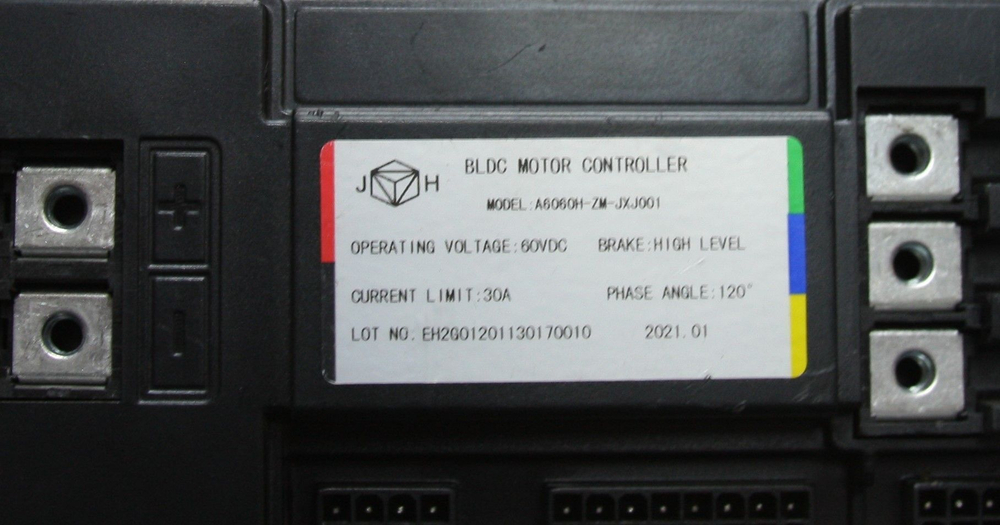 BLDC MOTOR CONTROLLER
J H
MODEL:A6060H-ZM-JXJ001
OPERATING VOLTAGE:60VDC BRAKE:HIGH LEVEL
CURRENT LIMIT:30A PHASE ANGLE:120°
LOT NO. EH2G01201130170010 2021.01
+
-